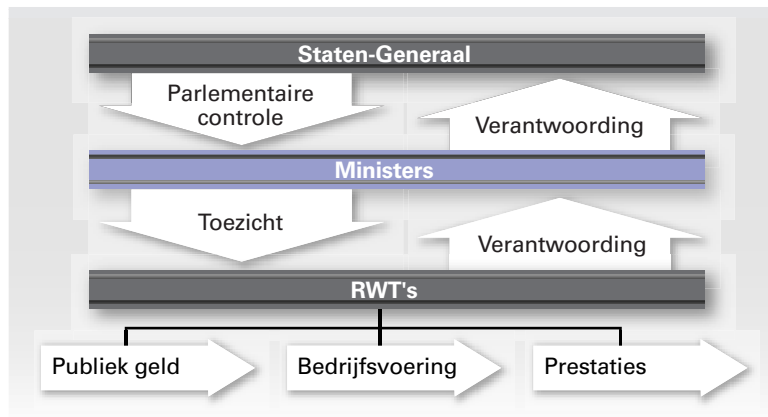 Staten-Generaal
Parlementaire
controle
Verantwoording
Ministers
Toezicht
Verantwoording
RWT's
Publiek geld
Bedrijfsvoering
Prestaties